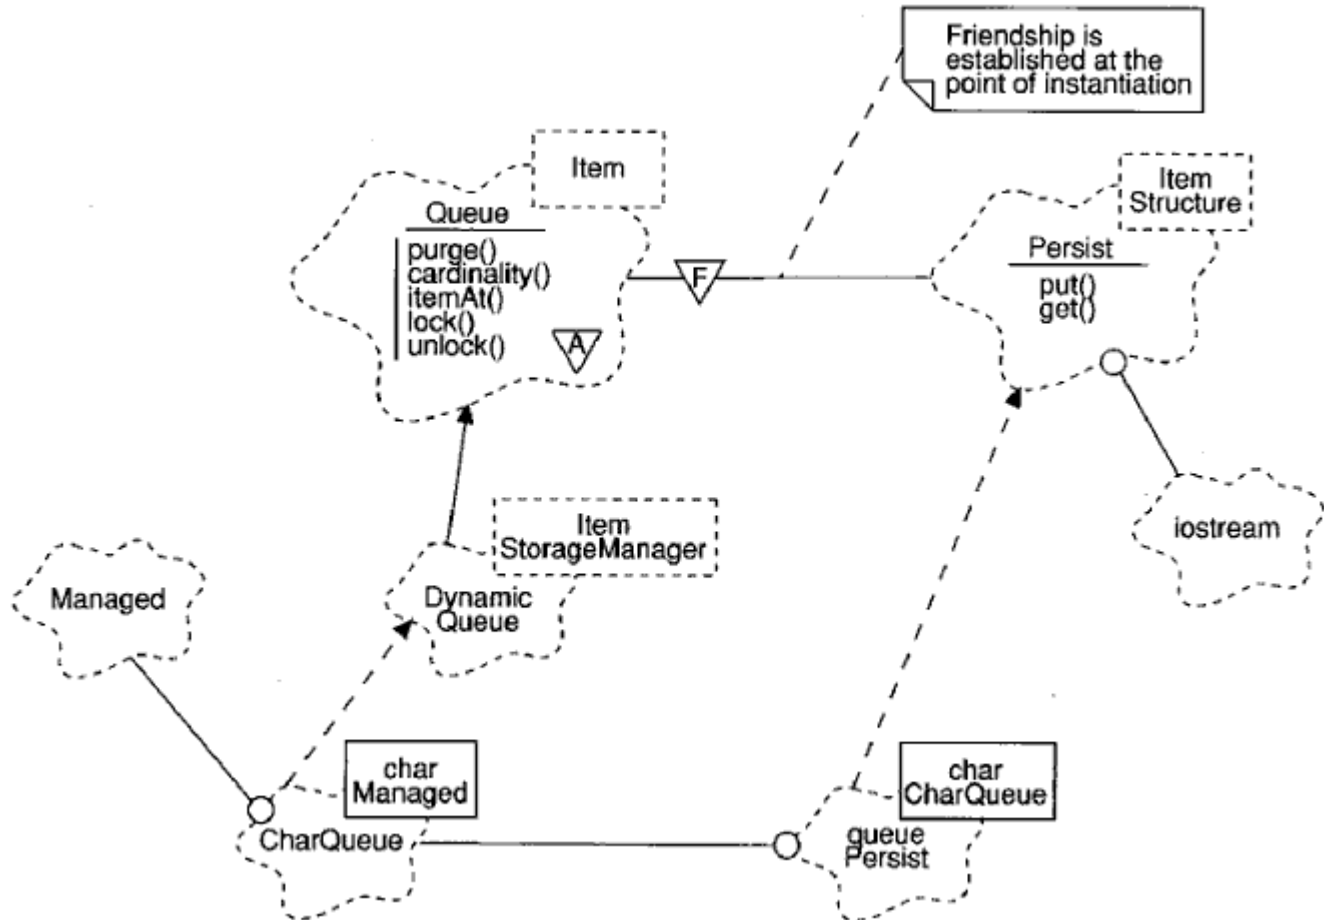 Friendship is
established at the
point of instantiation
Item
Queue
purge()
cardinality()
itemAt()
lock()
unlock()
A
F
Item
Structure
Persist
put()
get()
iostream
Item
StorageManager
Dynamic
Queue
Managed
char
Managed
CharQueue
char
CharQueue
queue
Persist